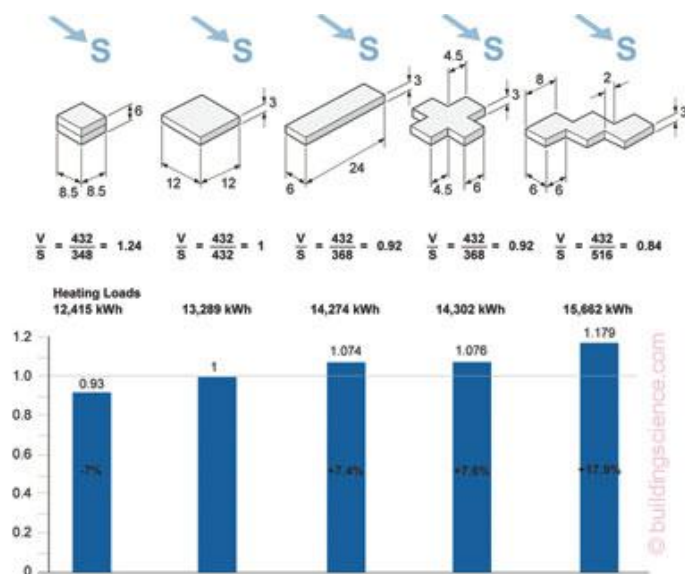 S S S S S
6
8.5 8.5
3
12 12
3
6 24
4.5
3
4.5 6
8 2
3
6 6
V/S = 432/348 = 1.24
V/S = 432/432 = 1
V/S = 432/368 = 0.92
V/S = 432/368 = 0.92
V/S = 432/516 = 0.84
Heating Loads
12,415 kWh 13,289 kWh 14,274 kWh 14,302 kWh 15,662 kWh
1.2
1.0
0.8
0.6
0.4
0.2
0
0.93 1 1.074 1.076 1.179
-7% +7.4% +7.6% +17.9%
© buildingscience.com